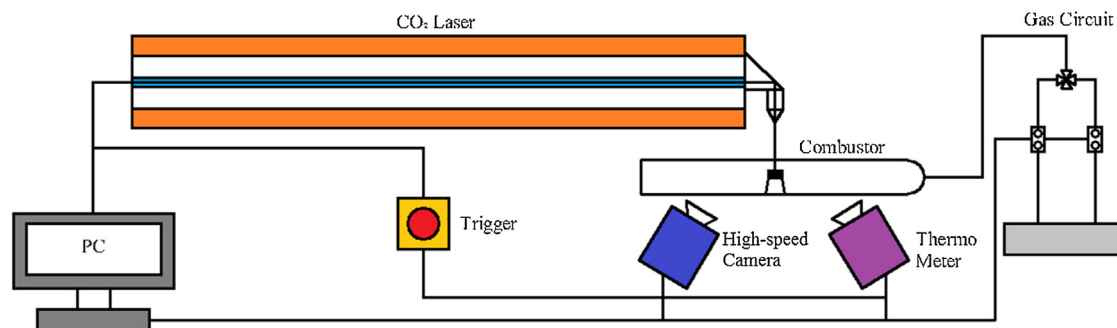 CO₂ Laser
Gas Circuit
Combustor
Trigger
PC
High-speed
Camera
Thermo
Meter